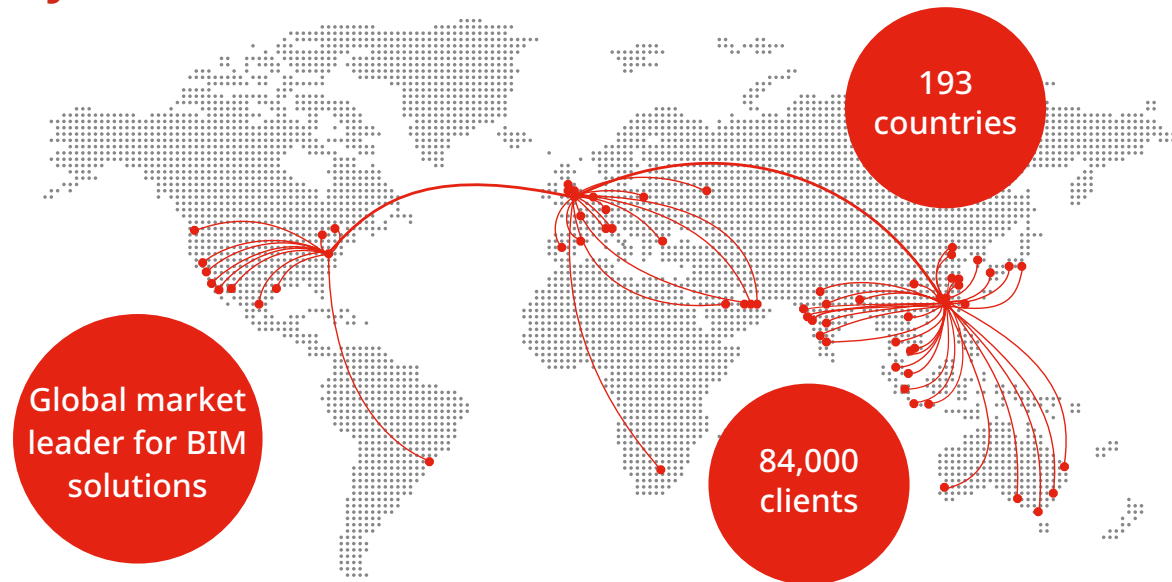 193
countries
Global market
leader for BIM
solutions
84,000
clients